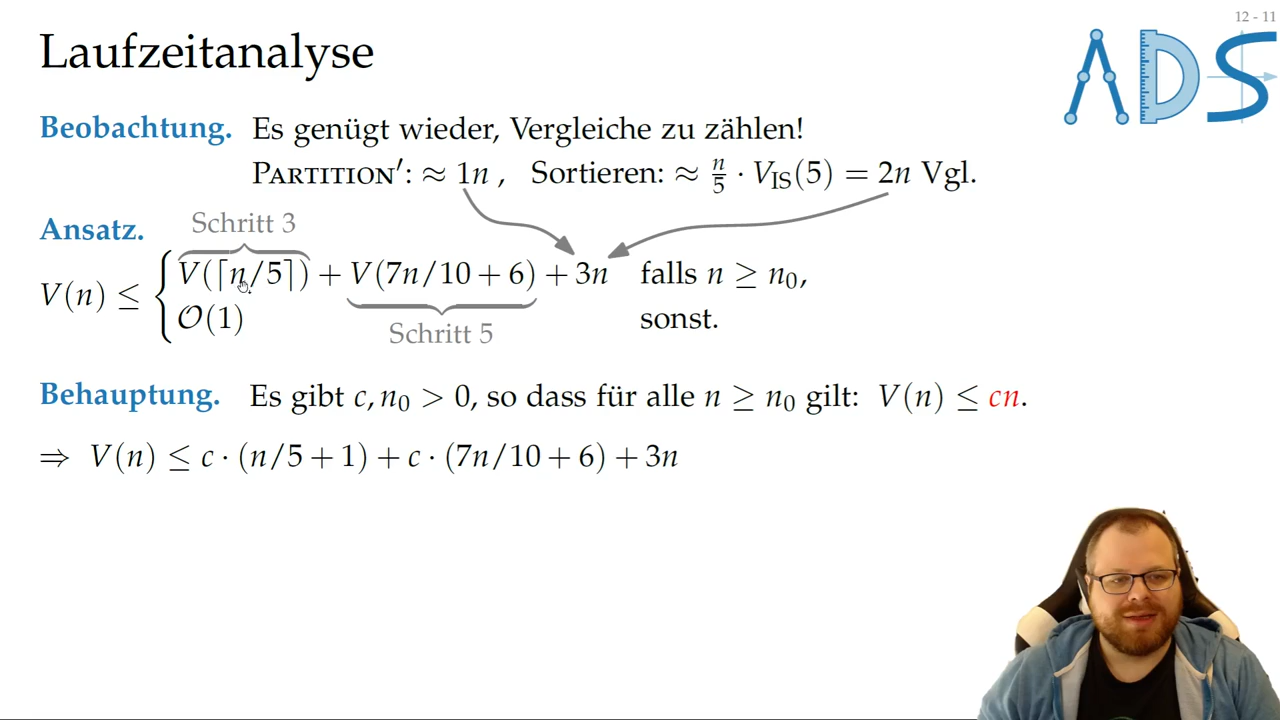 12 - 11
Laufzeitanalyse
ADS
Beobachtung. Es genügt wieder, Vergleiche zu zählen!
PARTITION′: ≈ 1n , Sortieren: ≈ n/5 · V_IS(5) = 2n Vgl.
Ansatz. Schritt 3
V(n) ≤ { V(⌈n/5⌉) + V(7n/10 + 6) + 3n falls n ≥ n₀,
O(1) sonst.
Schritt 5
Behauptung. Es gibt c, n₀ > 0, so dass für alle n ≥ n₀ gilt: V(n) ≤ cn.
⇒ V(n) ≤ c · (n/5 + 1) + c · (7n/10 + 6) + 3n